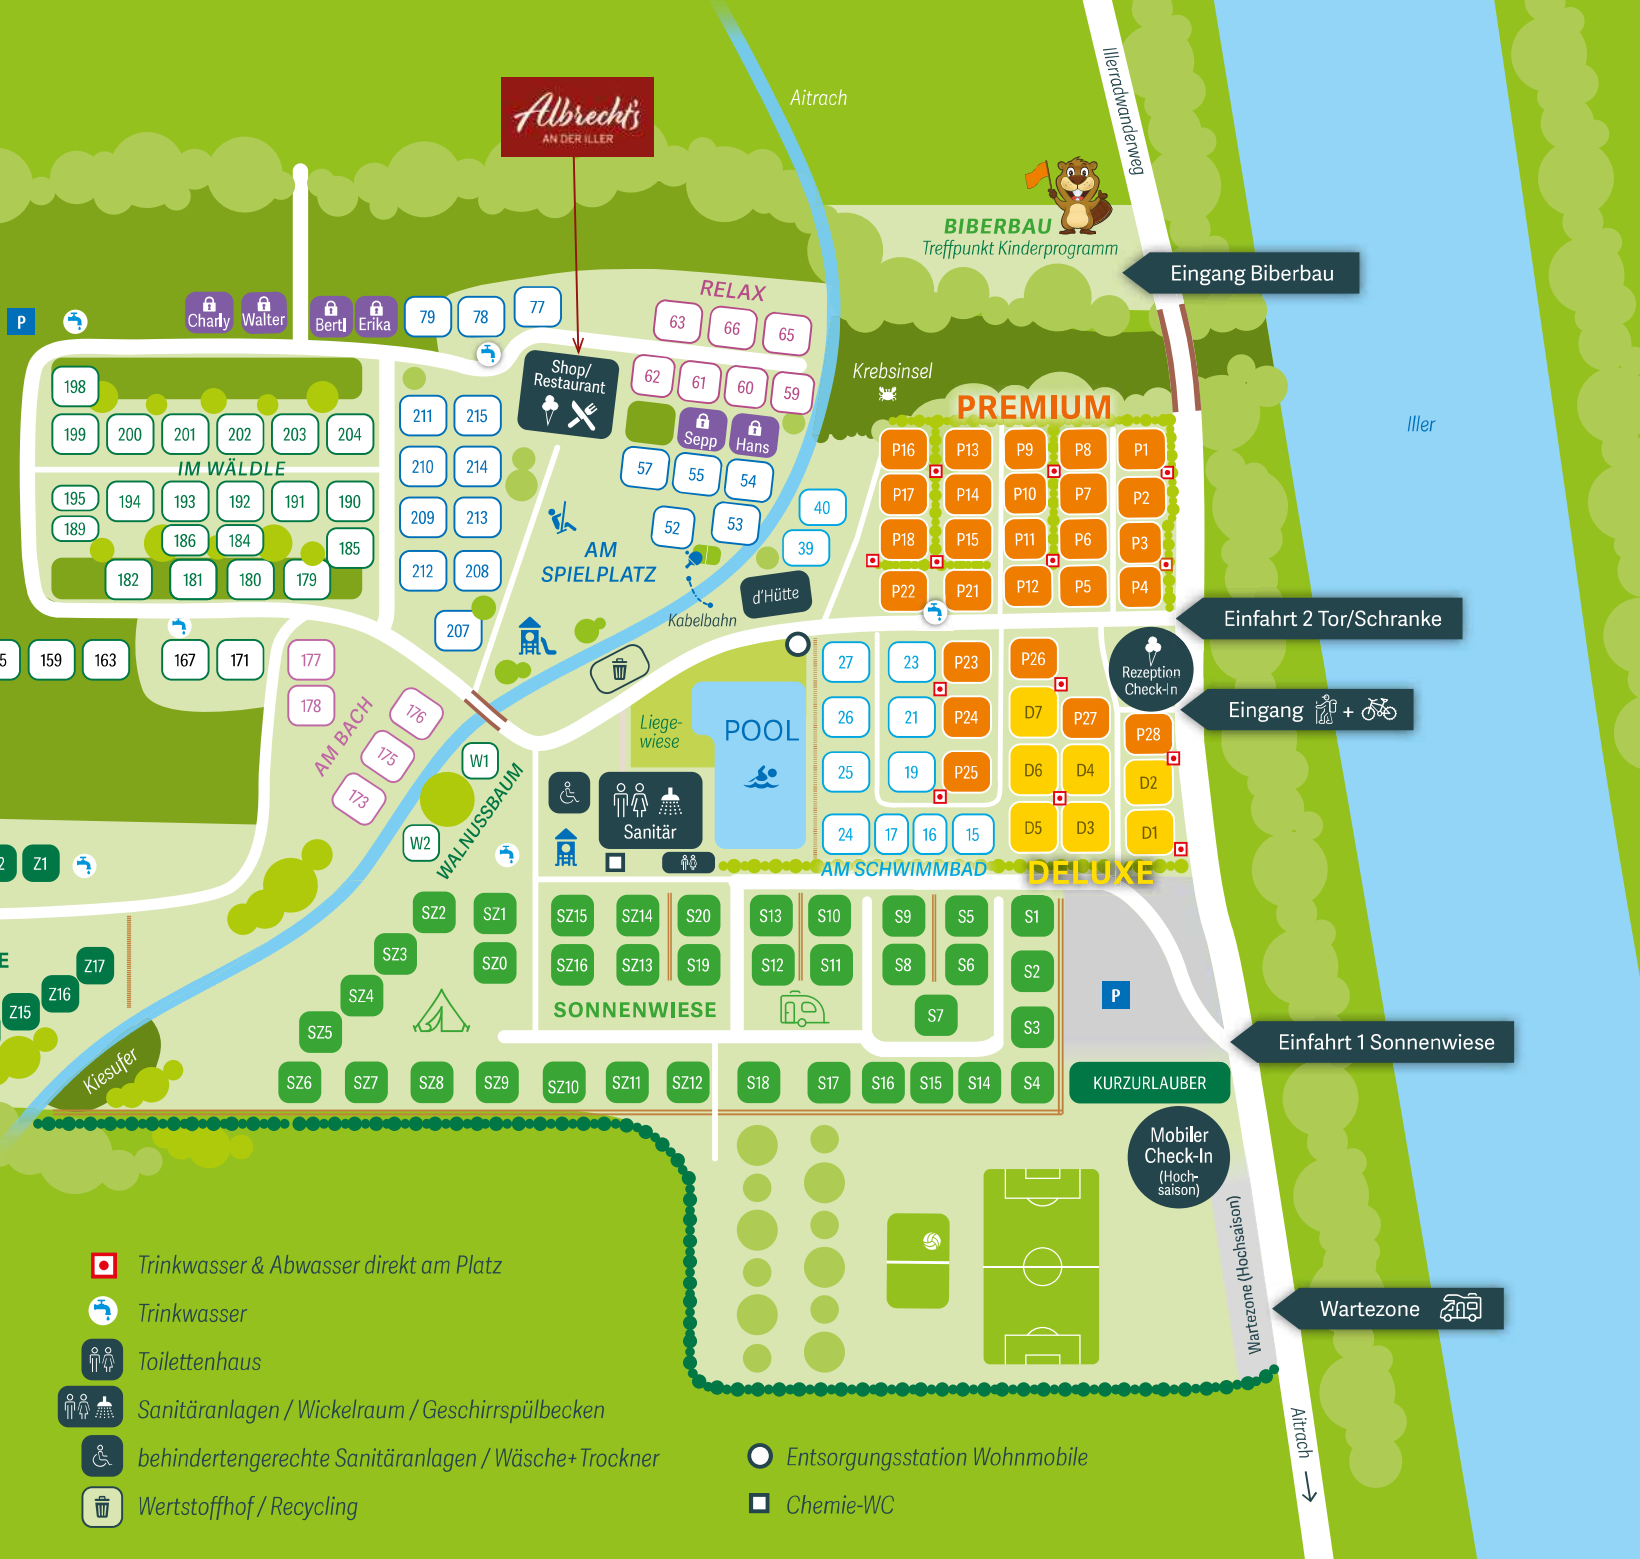 Illerradwanderweg
Albrecht's
AN DER ILLER
Aitrach
BIBERBAU
Treffpunkt Kinderprogramm
Eingang Biberbau
P
Charly
Walter
Bertl
Erika
79
78
77
RELAX
63
66
65
Shop/
Restaurant
62
61
60
59
Sepp
Hans
Krebsinsel
PREMIUM
Iller
198
199
200
201
202
203
204
IM WÄLDLE
195
194
193
192
191
190
189
186
184
185
182
181
180
179
211
215
210
214
209
213
212
208
207
57
55
54
52
53
40
39
AM
SPIELPLATZ
Kabelbahn
d'Hütte
P16
P13
P9
P8
P1
P17
P14
P10
P7
P2
P18
P15
P11
P6
P3
P22
P21
P12
P5
P4
Einfahrt 2 Tor/Schranke
5
159
163
167
171
177
178
176
175
173
AM BACH
W1
W2
WALNUSSBAUM
Liege-
wiese
POOL
Sanitär
27
23
P23
P26
26
21
P24
D7
P27
25
19
P25
D6
D4
24
17
16
15
D5
D3
P28
D2
D1
Rezeption
Check-In
Eingang
+
AM SCHWIMMBAD
DELUXE
2
Z1
E
Z17
Z16
Z15
Kiesufer
SZ2
SZ1
SZ15
SZ14
S20
S13
S10
S9
S5
S1
SZ3
SZ0
SZ16
SZ13
S19
S12
S11
S8
S6
S2
SZ4
SONNENWIESE
S7
S3
P
SZ5
SZ6
SZ7
SZ8
SZ9
SZ10
SZ11
SZ12
S18
S17
S16
S15
S14
S4
KURZURLAUBER
Einfahrt 1 Sonnenwiese
Mobiler
Check-In
(Hoch-
saison)
Wartezone (Hochsaison)
Wartezone
Aitrach
Trinkwasser & Abwasser direkt am Platz
Trinkwasser
Toilettenhaus
Sanitäranlagen / Wickelraum / Geschirrspülbecken
behindertengerechte Sanitäranlagen / Wäsche+Trockner
Wertstoffhof / Recycling
Entsorgungsstation Wohnmobile
Chemie-WC